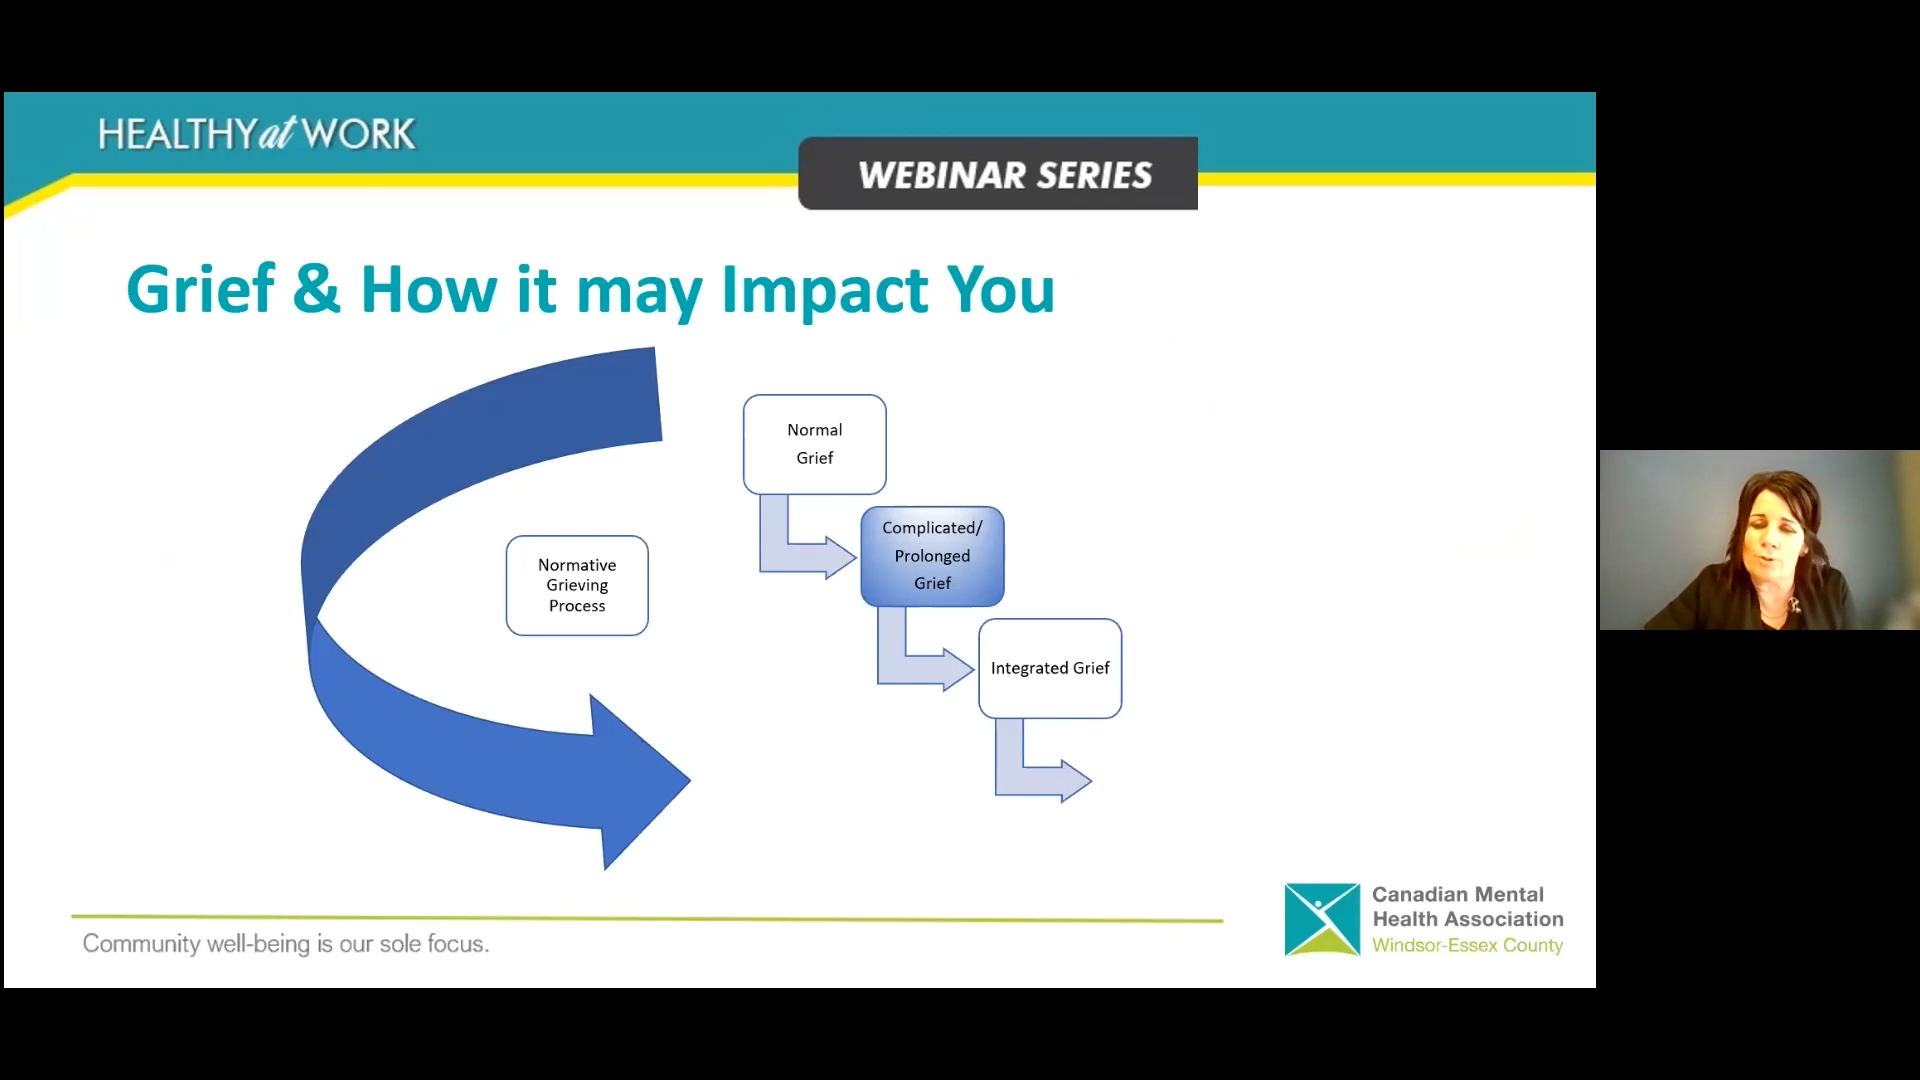 HEALTHY at WORK
WEBINAR SERIES
Grief & How it may Impact You
Normal
Grief
Complicated/
Prolonged
Grief
Normative
Grieving
Process
Integrated Grief
Canadian Mental
Health Association
Windsor-Essex County
Community well-being is our sole focus.